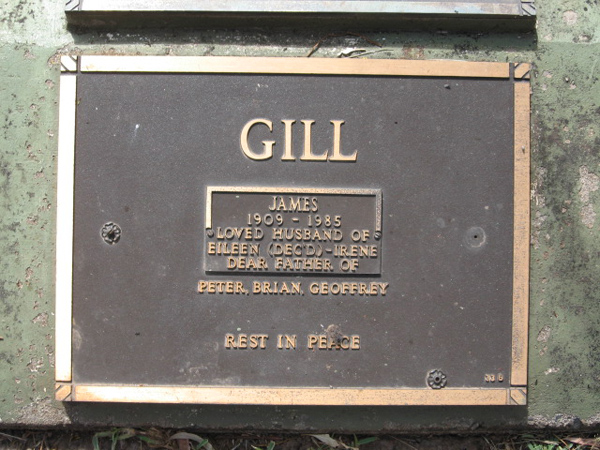 GILL
JAMES
1909 - 1985
LOVED HUSBAND OF
EILEEN (DEC'D) - IRENE
DEAR FATHER OF
PETER, BRIAN, GEOFFREY
REST IN PEACE